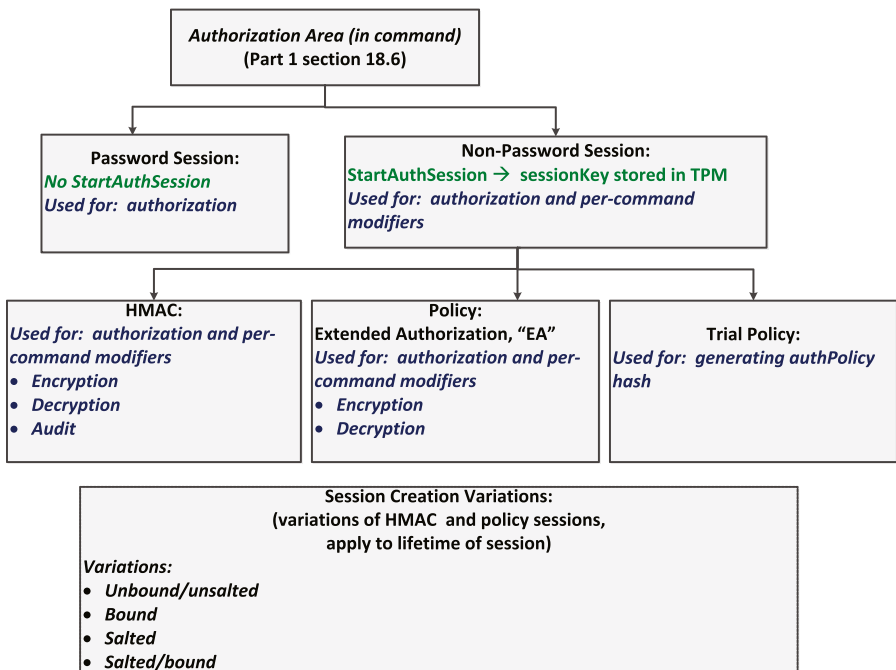 Authorization Area (in command)
(Part 1 section 18.6)
Password Session:
No StartAuthSession
Used for: authorization
Non-Password Session:
StartAuthSession → sessionKey stored in TPM
Used for: authorization and per-command
modifiers
HMAC:
Used for: authorization and per-
command modifiers
• Encryption
• Decryption
• Audit
Policy:
Extended Authorization, “EA”
Used for: authorization and per-
command modifiers
• Encryption
• Decryption
Trial Policy:
Used for: generating authPolicy
hash
Session Creation Variations:
(variations of HMAC and policy sessions,
apply to lifetime of session)
Variations:
• Unbound/unsalted
• Bound
• Salted
• Salted/bound